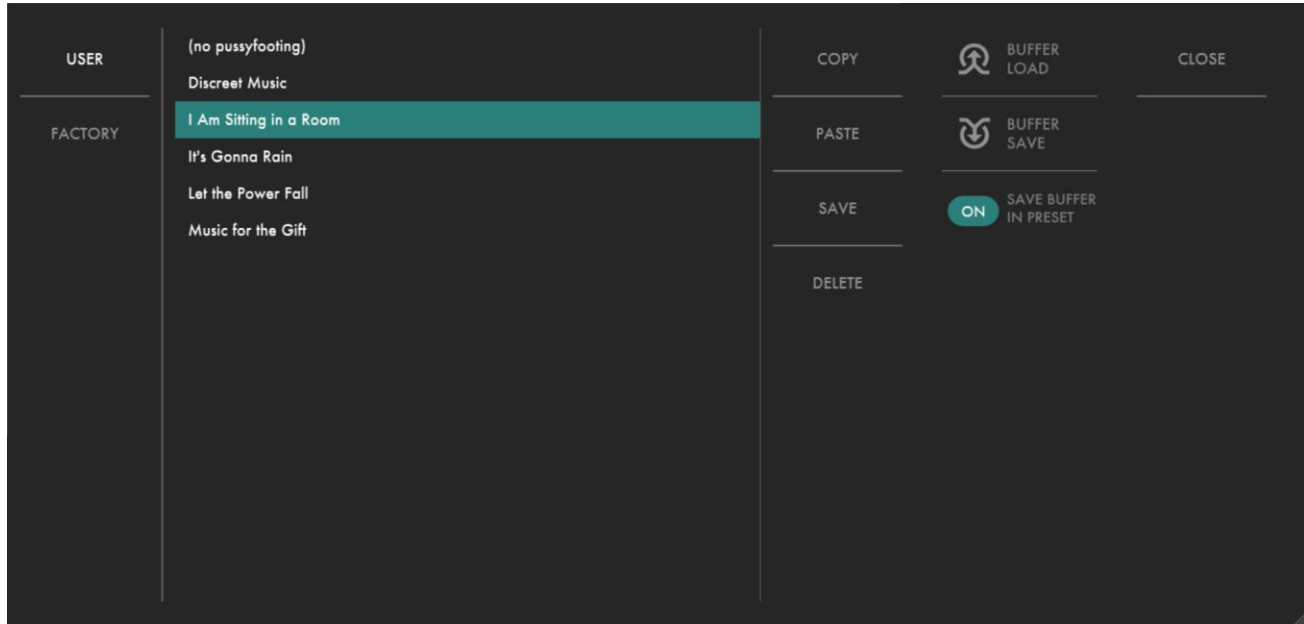 USER
FACTORY
(no pussyfooting)
Discreet Music
I Am Sitting in a Room
It's Gonna Rain
Let the Power Fall
Music for the Gift
COPY
PASTE
SAVE
DELETE
BUFFER
LOAD
BUFFER
SAVE
ON
SAVE BUFFER
IN PRESET
CLOSE